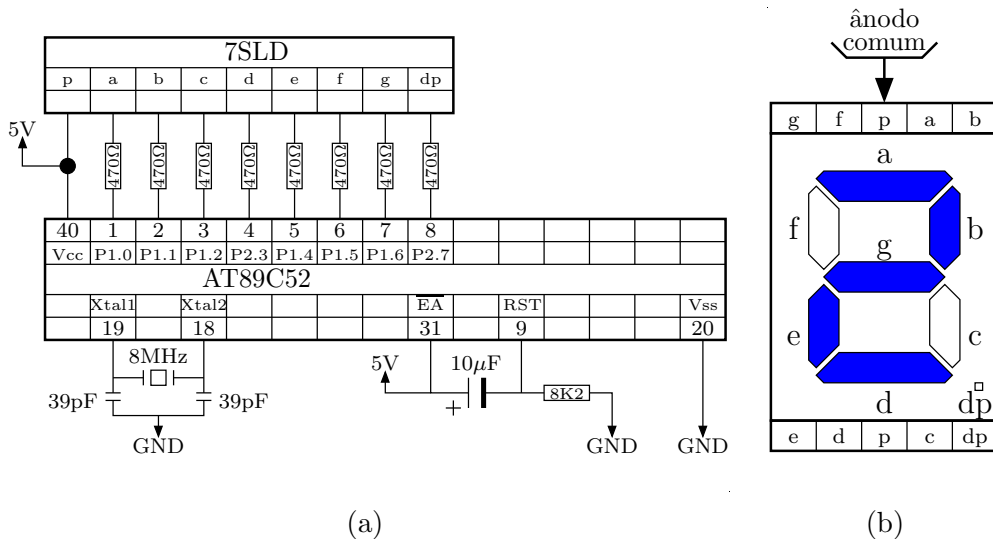 7SLD
p a b c d e f g dp
5V
470Ω 470Ω 470Ω 470Ω 470Ω 470Ω 470Ω 470Ω
40 1 2 3 4 5 6 7 8
Vcc P1.0 P1.1 P1.2 P2.3 P1.4 P1.5 P1.6 P2.7
AT89C52
Xtal1 Xtal2 EA RST Vss
19 18 31 9 20
8MHz
39pF 39pF
GND
5V
10μF
+
8K2
GND
GND
(a)
ânodo
comum
g f p a b
a
f b
g
e c
d dp
e d p c dp
(b)